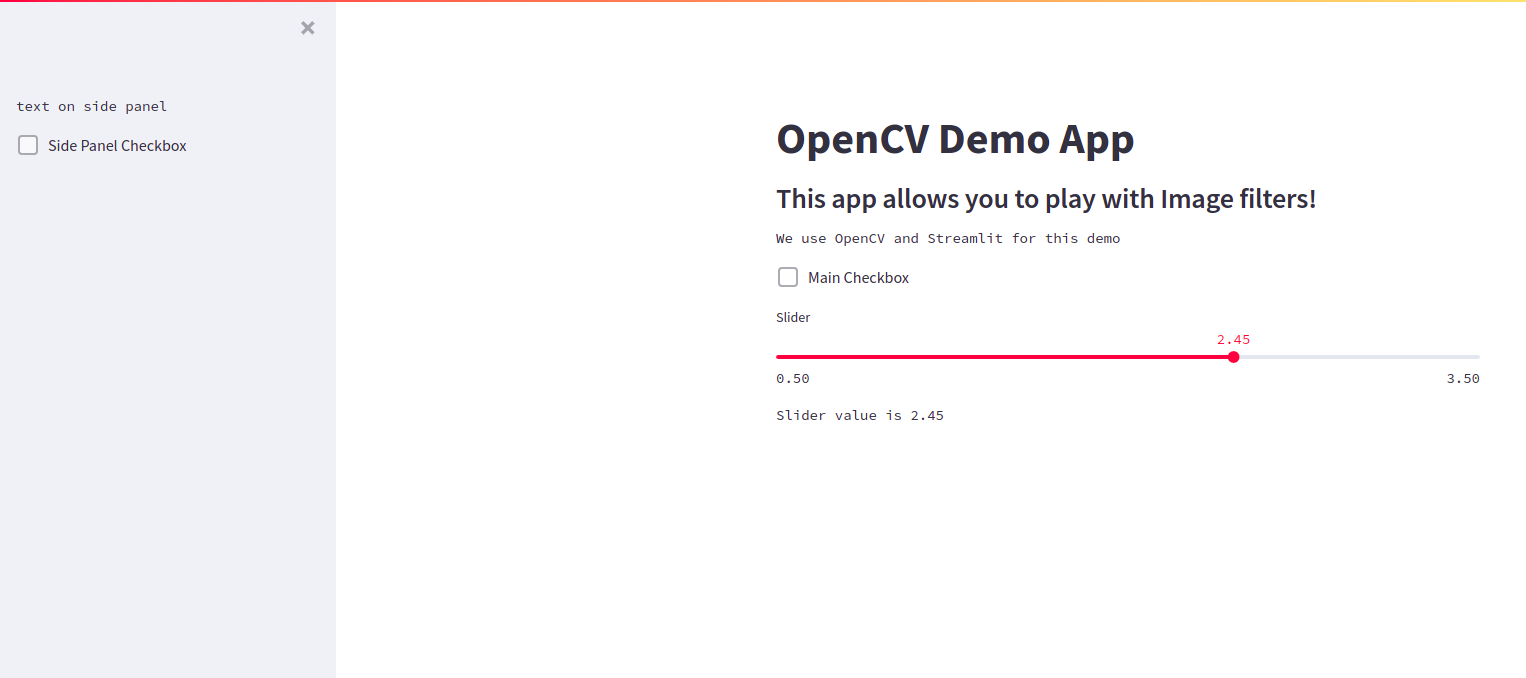 text on side panel
Side Panel Checkbox
OpenCV Demo App
This app allows you to play with Image filters!
We use OpenCV and Streamlit for this demo
Main Checkbox
Slider
2.45
0.50 3.50
Slider value is 2.45